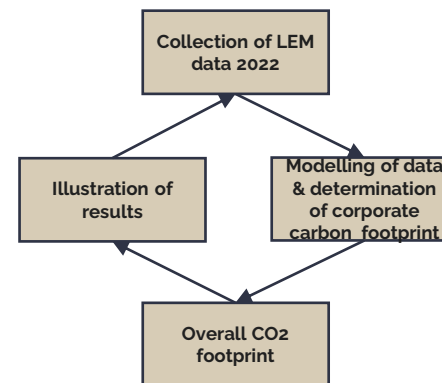 Collection of LEM
data 2022
Modelling of data
& determination
of corporate
carbon footprint
Illustration of
results
Overall CO2
footprint